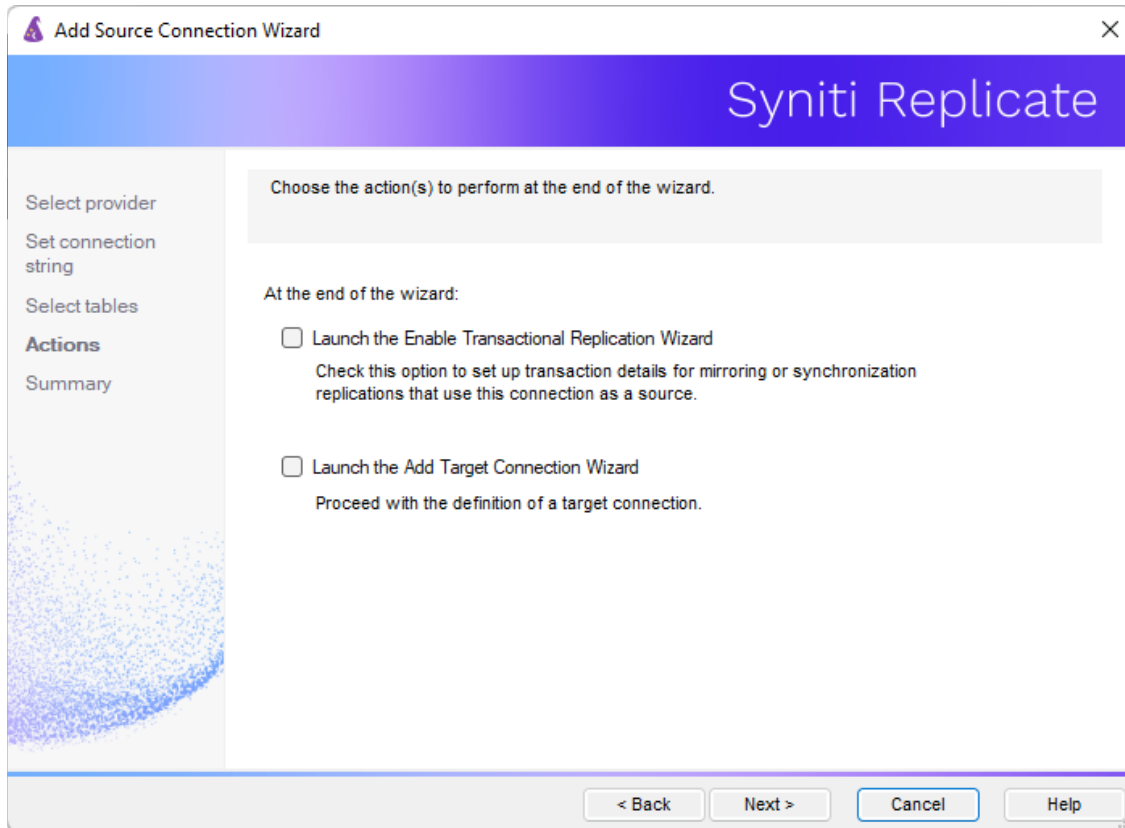 Add Source Connection Wizard
Syniti Replicate
Select provider
Set connection
string
Select tables
Actions
Summary
Choose the action(s) to perform at the end of the wizard.
At the end of the wizard:
Launch the Enable Transactional Replication Wizard
Check this option to set up transaction details for mirroring or synchronization
replications that use this connection as a source.
Launch the Add Target Connection Wizard
Proceed with the definition of a target connection.
< Back
Next >
Cancel
Help